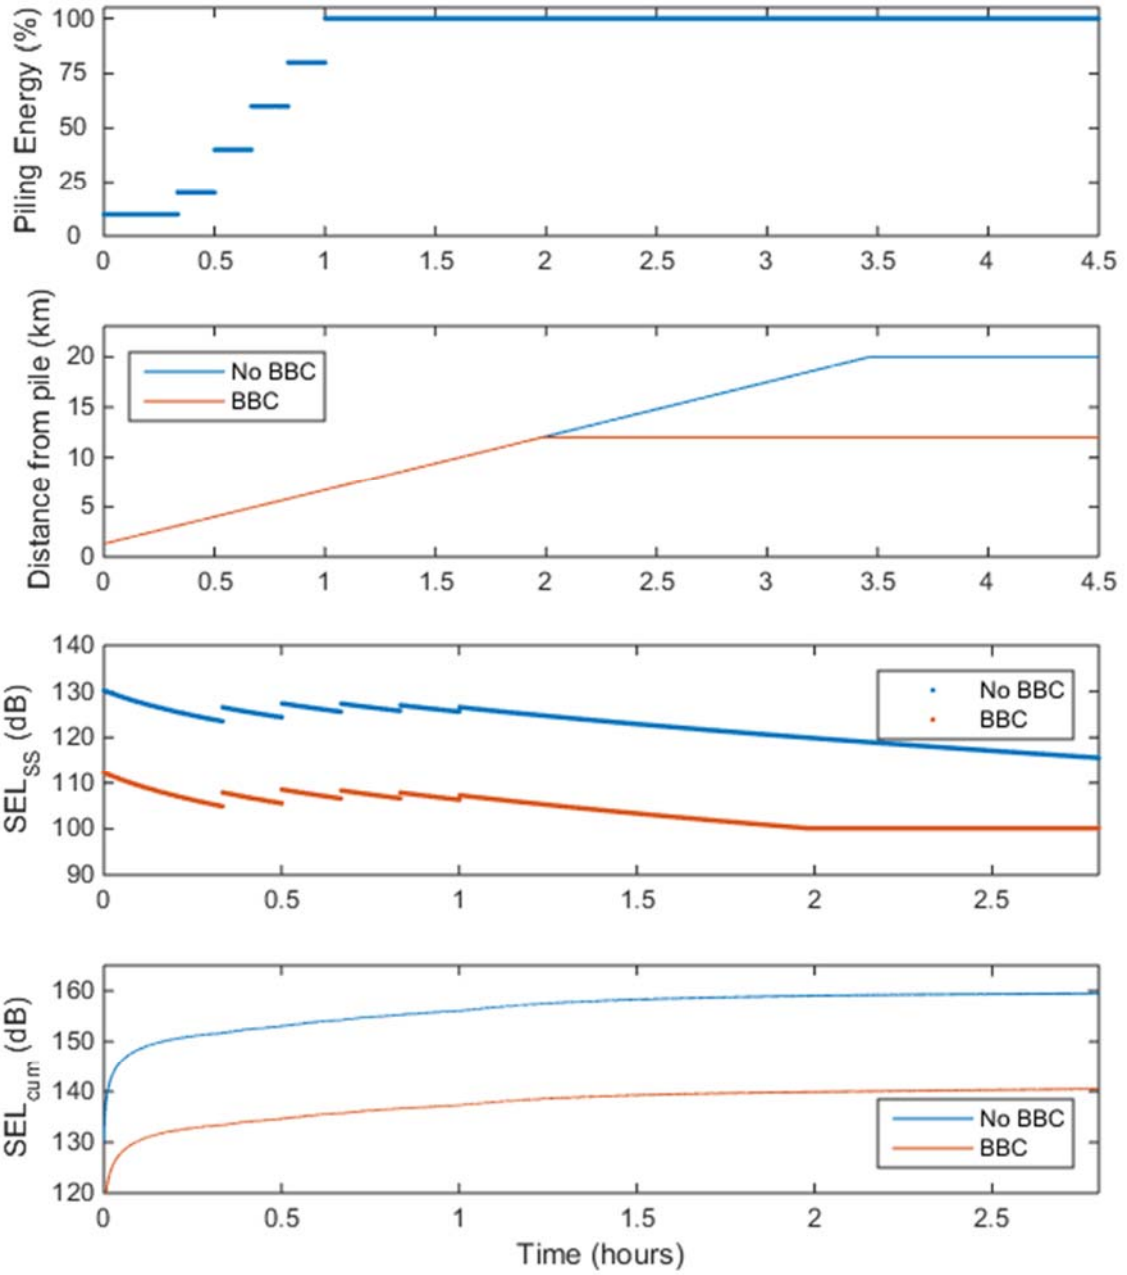 Piling Energy (%)
100
75
50
25
0
0 0.5 1 1.5 2 2.5 3 3.5 4 4.5
Distance from pile (km)
20
15
10
5
0
No BBC
BBC
0 0.5 1 1.5 2 2.5 3 3.5 4 4.5
SELSS (dB)
140
130
120
110
100
90
No BBC
BBC
0 0.5 1 1.5 2 2.5
SELcum (dB)
160
150
140
130
120
No BBC
BBC
0 0.5 1 1.5 2 2.5
Time (hours)